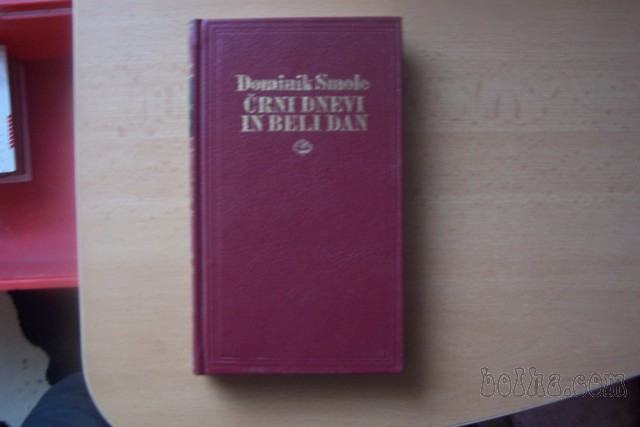 Dominik Smole
ČRNI DNEVI
IN BELI DAN
bolha.com